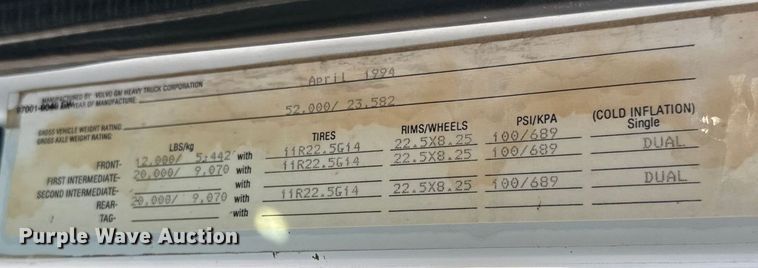 MANUFACTURED BY: VOLVO GM HEAVY TRUCK CORPORATION
YEAR OF MANUFACTURE April 1994
GROSS VEHICLE WEIGHT RATING 52.000/ 23,582
GROSS AXLE WEIGHT RATING
LBS/kg TIRES RIMS/WHEELS PSI/KPA (COLD INFLATION) Single
FRONT- 12.000/ 5,442 with 11R22.5G14 22.5X8.25 100/689
FIRST INTERMEDIATE- 20,000/ 9,070 with 11R22.5G14 22.5X8.25 100/689 DUAL
SECOND INTERMEDIATE- with
REAR- 20,000/ 9,070 with 11R22.5G14 22.5X8.25 100/689 DUAL
TAG- -with
Purple Wave Auction